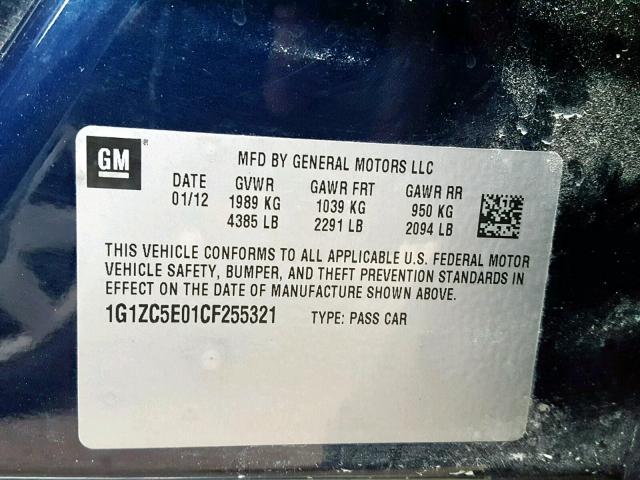 GM ®
MFD BY GENERAL MOTORS LLC
DATE GVWR GAWR FRT GAWR RR
01/12 1989 KG 1039 KG 950 KG
4385 LB 2291 LB 2094 LB
THIS VEHICLE CONFORMS TO ALL APPLICABLE U.S. FEDERAL MOTOR
VEHICLE SAFETY, BUMPER, AND THEFT PREVENTION STANDARDS IN
EFFECT ON THE DATE OF MANUFACTURE SHOWN ABOVE.
1G1ZC5E01CF255321 TYPE: PASS CAR